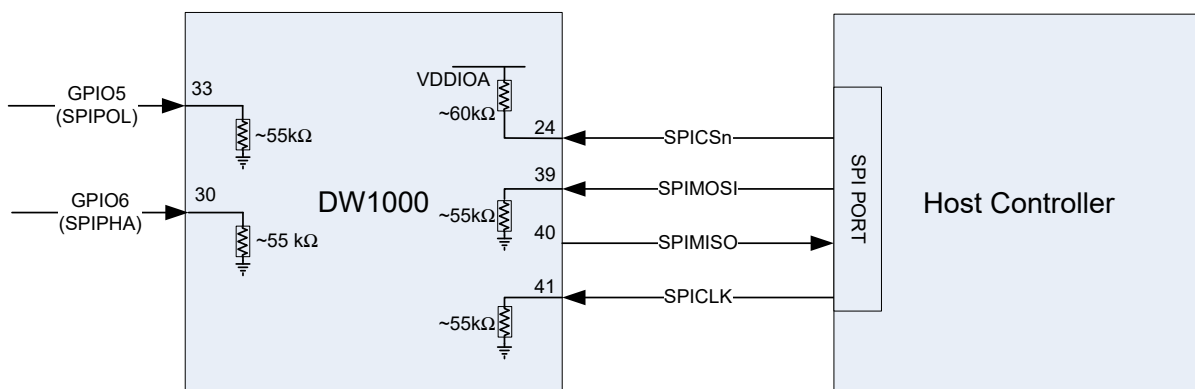 GPIO5
(SPIPOL)
33
~55kΩ
GPIO6
(SPIPHA)
30
~55 kΩ
DW1000
VDDIOA
~60kΩ
24
SPICSn
39
SPIMOSI
~55kΩ
40
SPIMISO
41
SPICLK
~55kΩ
SPI PORT
Host Controller